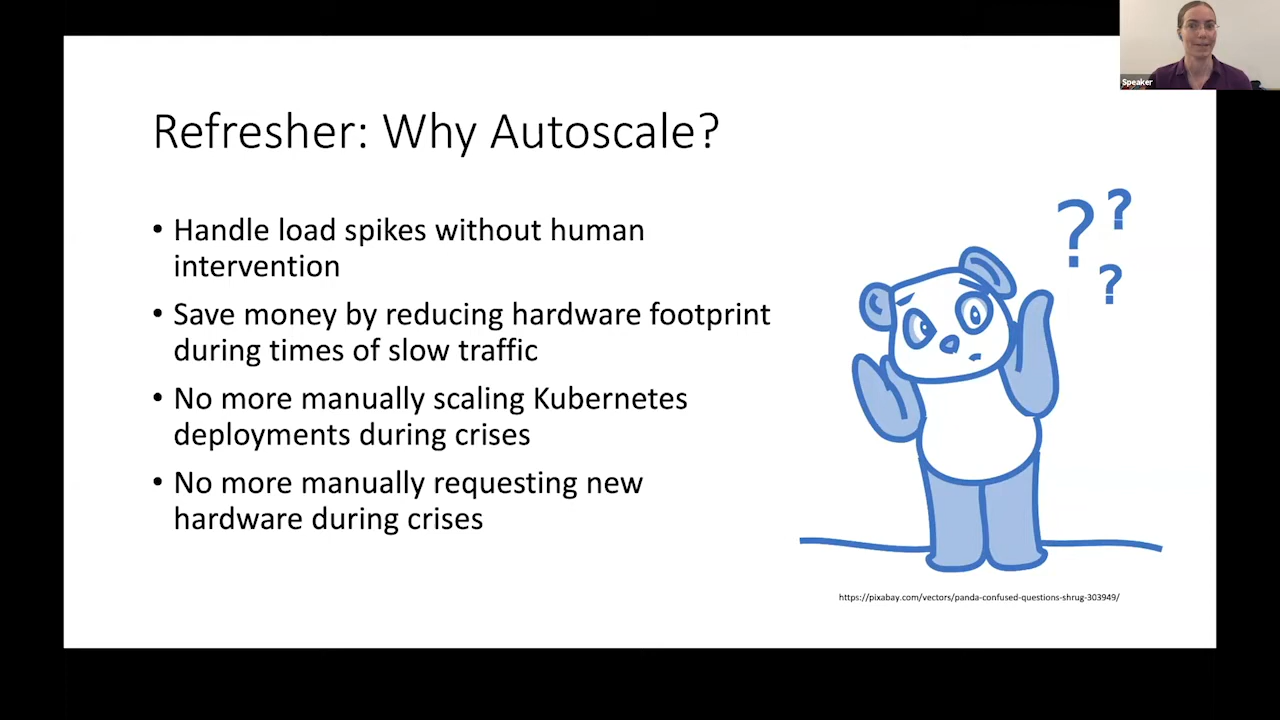 Speaker
Refresher: Why Autoscale?
• Handle load spikes without human
intervention
• Save money by reducing hardware footprint
during times of slow traffic
• No more manually scaling Kubernetes
deployments during crises
• No more manually requesting new
hardware during crises
? ?
?
https://pixabay.com/vectors/panda-confused-questions-shrug-303949/